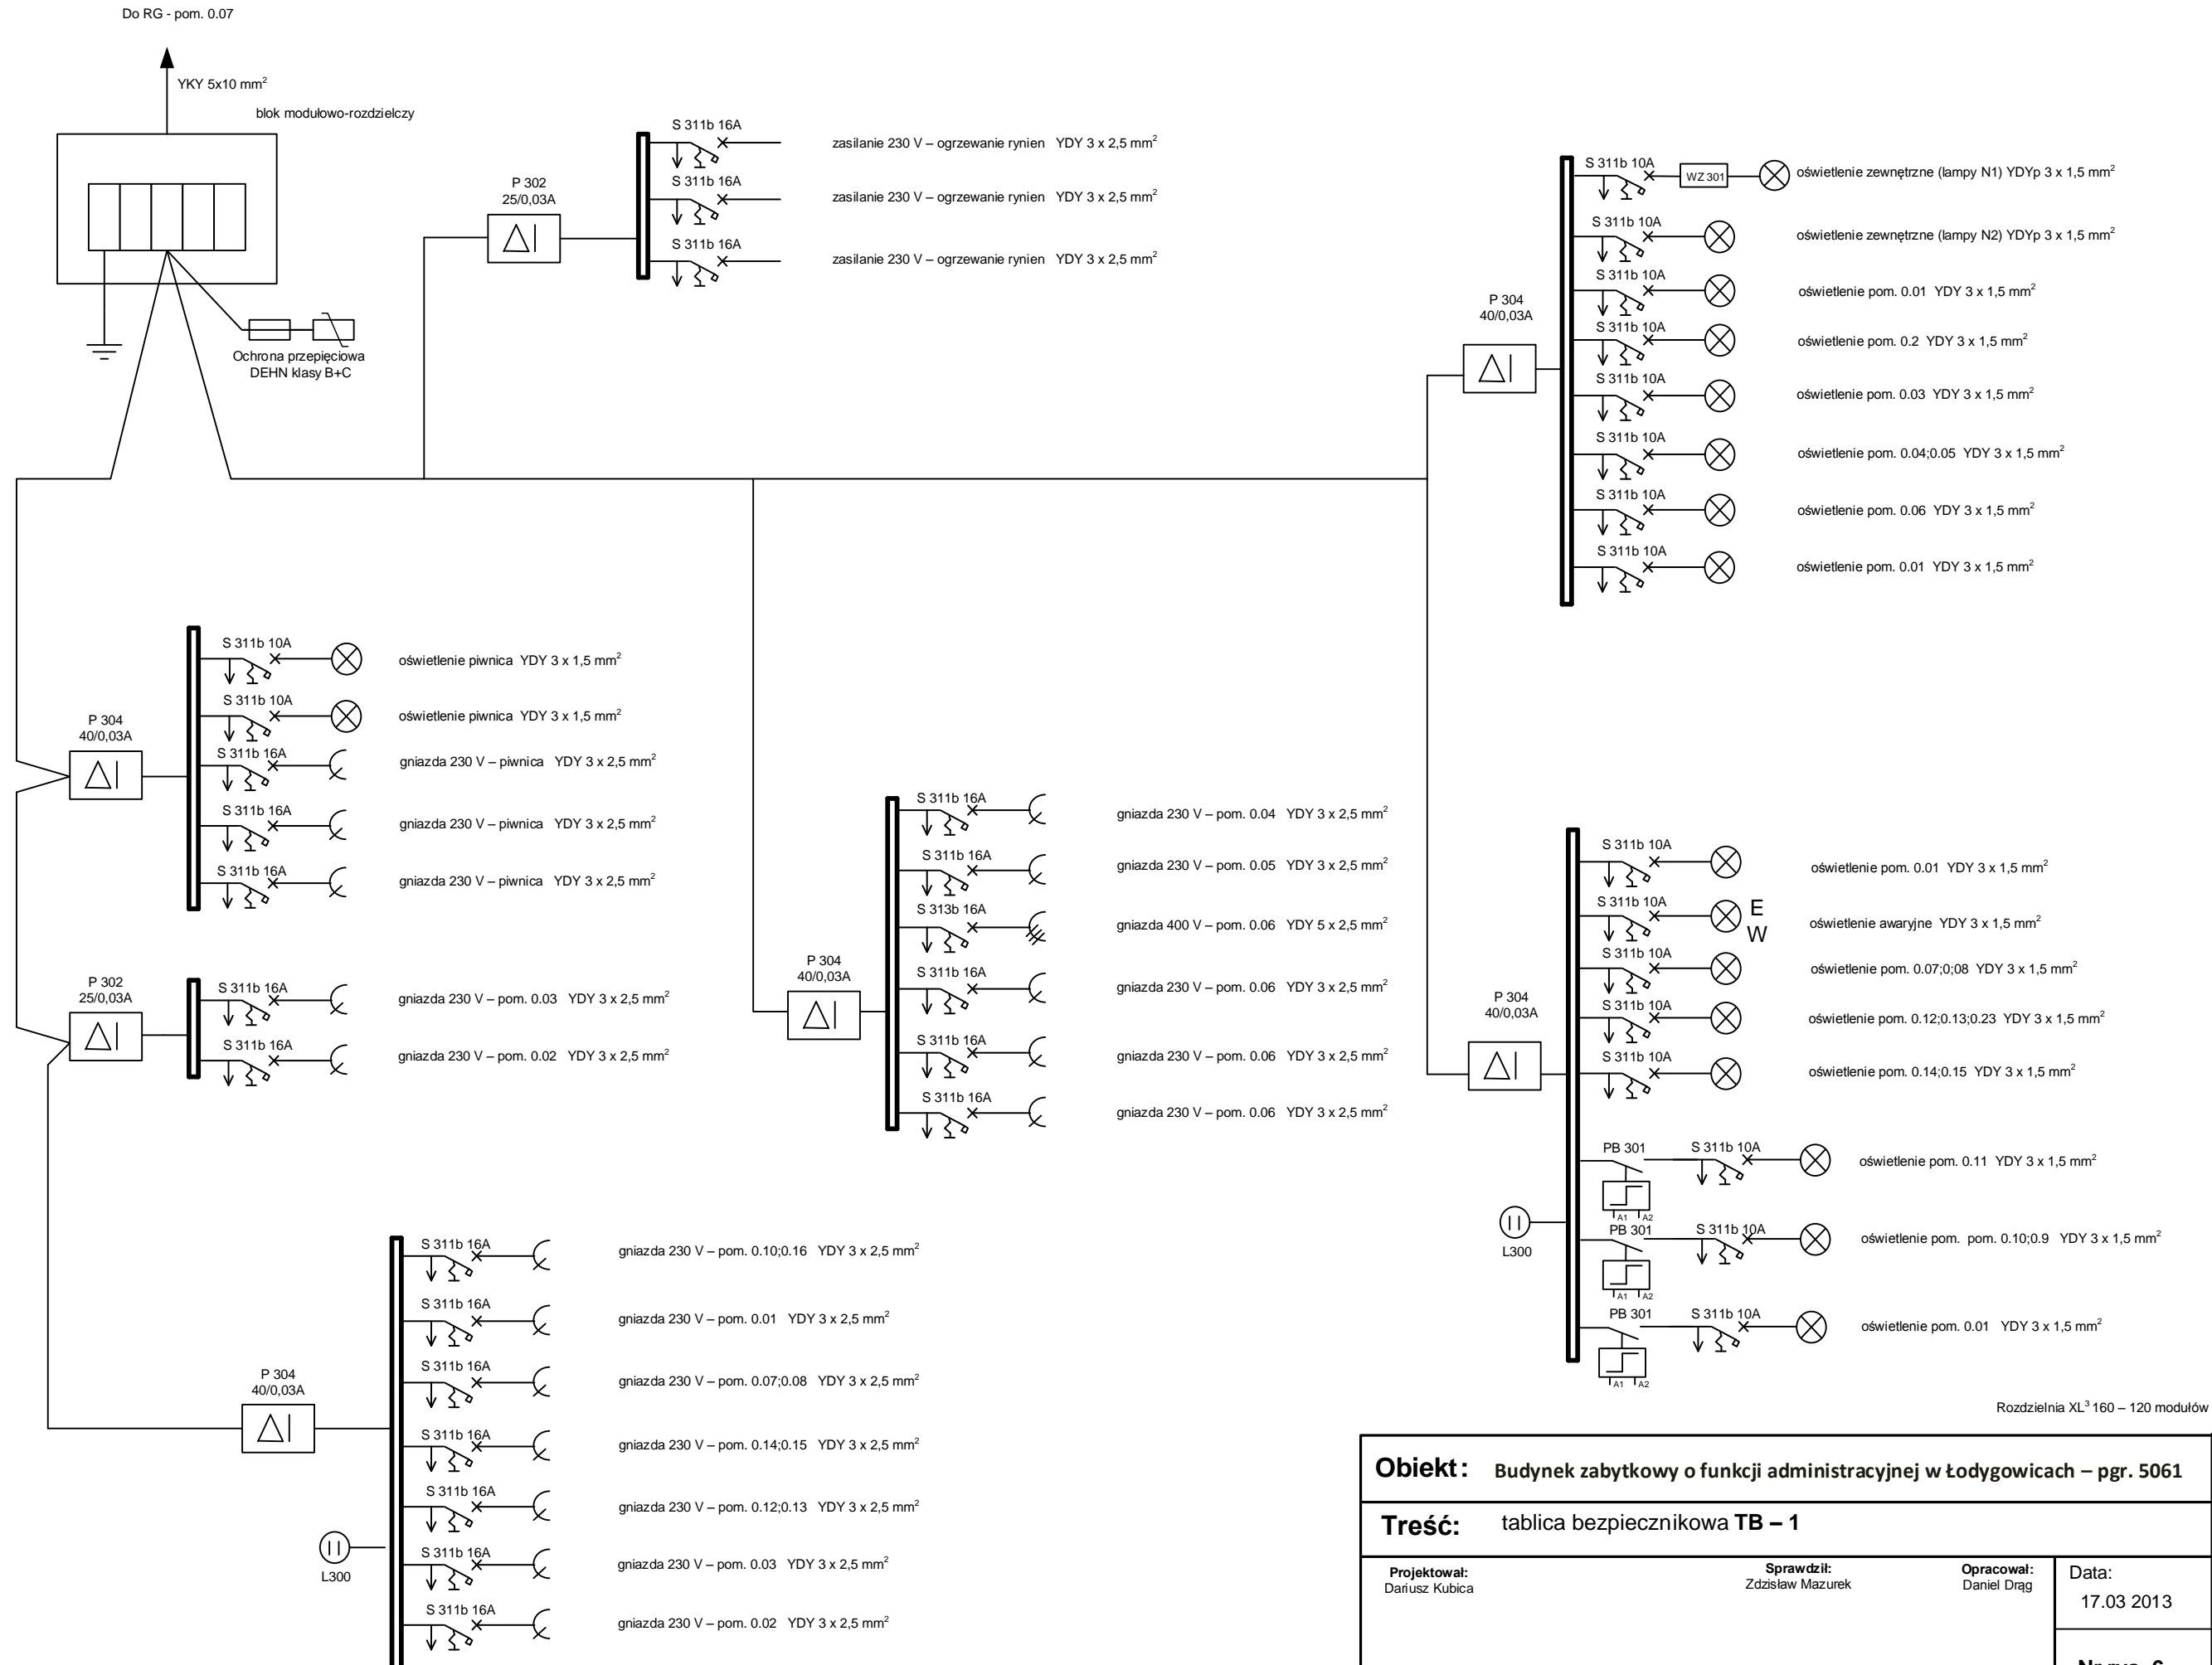 Do RG - pom. 0.07
YKY 5x10 mm²
blok modułowo-rozdzielczy
Ochrona przepięciowa
DEHN klasy B+C
P 302
25/0,03A
S 311b 16A
zasilanie 230 V – ogrzewanie rynien YDY 3 x 2,5 mm²
S 311b 16A
zasilanie 230 V – ogrzewanie rynien YDY 3 x 2,5 mm²
S 311b 16A
zasilanie 230 V – ogrzewanie rynien YDY 3 x 2,5 mm²
P 304
40/0,03A
S 311b 10A
WZ 301
oświetlenie zewnętrzne (lampy N1) YDYp 3 x 1,5 mm²
S 311b 10A
oświetlenie zewnętrzne (lampy N2) YDYp 3 x 1,5 mm²
S 311b 10A
oświetlenie pom. 0.01 YDY 3 x 1,5 mm²
S 311b 10A
oświetlenie pom. 0.2 YDY 3 x 1,5 mm²
S 311b 10A
oświetlenie pom. 0.03 YDY 3 x 1,5 mm²
S 311b 10A
oświetlenie pom. 0.04;0.05 YDY 3 x 1,5 mm²
S 311b 10A
oświetlenie pom. 0.06 YDY 3 x 1,5 mm²
S 311b 10A
oświetlenie pom. 0.01 YDY 3 x 1,5 mm²
P 304
40/0,03A
S 311b 10A
oświetlenie piwnica YDY 3 x 1,5 mm²
S 311b 10A
oświetlenie piwnica YDY 3 x 1,5 mm²
S 311b 16A
gniazda 230 V – piwnica YDY 3 x 2,5 mm²
S 311b 16A
gniazda 230 V – piwnica YDY 3 x 2,5 mm²
S 311b 16A
gniazda 230 V – piwnica YDY 3 x 2,5 mm²
P 302
25/0,03A
S 311b 16A
gniazda 230 V – pom. 0.03 YDY 3 x 2,5 mm²
S 311b 16A
gniazda 230 V – pom. 0.02 YDY 3 x 2,5 mm²
P 304
40/0,03A
S 311b 16A
gniazda 230 V – pom. 0.04 YDY 3 x 2,5 mm²
S 311b 16A
gniazda 230 V – pom. 0.05 YDY 3 x 2,5 mm²
S 313b 16A
gniazda 400 V – pom. 0.06 YDY 5 x 2,5 mm²
S 311b 16A
gniazda 230 V – pom. 0.06 YDY 3 x 2,5 mm²
S 311b 16A
gniazda 230 V – pom. 0.06 YDY 3 x 2,5 mm²
S 311b 16A
gniazda 230 V – pom. 0.06 YDY 3 x 2,5 mm²
P 304
40/0,03A
S 311b 10A
oświetlenie pom. 0.01 YDY 3 x 1,5 mm²
S 311b 10A
E
W
oświetlenie awaryjne YDY 3 x 1,5 mm²
S 311b 10A
oświetlenie pom. 0.07;0;08 YDY 3 x 1,5 mm²
S 311b 10A
oświetlenie pom. 0.12;0.13;0.23 YDY 3 x 1,5 mm²
S 311b 10A
oświetlenie pom. 0.14;0.15 YDY 3 x 1,5 mm²
PB 301
S 311b 10A
oświetlenie pom. 0.11 YDY 3 x 1,5 mm²
A1 A2
PB 301
S 311b 10A
oświetlenie pom. pom. 0.10;0.9 YDY 3 x 1,5 mm²
A1 A2
PB 301
S 311b 10A
oświetlenie pom. 0.01 YDY 3 x 1,5 mm²
A1 A2
L300
P 304
40/0,03A
S 311b 16A
gniazda 230 V – pom. 0.10;0.16 YDY 3 x 2,5 mm²
S 311b 16A
gniazda 230 V – pom. 0.01 YDY 3 x 2,5 mm²
S 311b 16A
gniazda 230 V – pom. 0.07;0.08 YDY 3 x 2,5 mm²
S 311b 16A
gniazda 230 V – pom. 0.14;0.15 YDY 3 x 2,5 mm²
S 311b 16A
gniazda 230 V – pom. 0.12;0.13 YDY 3 x 2,5 mm²
S 311b 16A
gniazda 230 V – pom. 0.03 YDY 3 x 2,5 mm²
S 311b 16A
gniazda 230 V – pom. 0.02 YDY 3 x 2,5 mm²
L300
Rozdzielnia XL³ 160 – 120 modułów
Obiekt: Budynek zabytkowy o funkcji administracyjnej w Łodygowicach – pgr. 5061
Treść: tablica bezpiecznikowa TB – 1
Projektował:
Dariusz Kubica
Sprawdził:
Zdzisław Mazurek
Opracował:
Daniel Drąg
Data:
17.03 2013